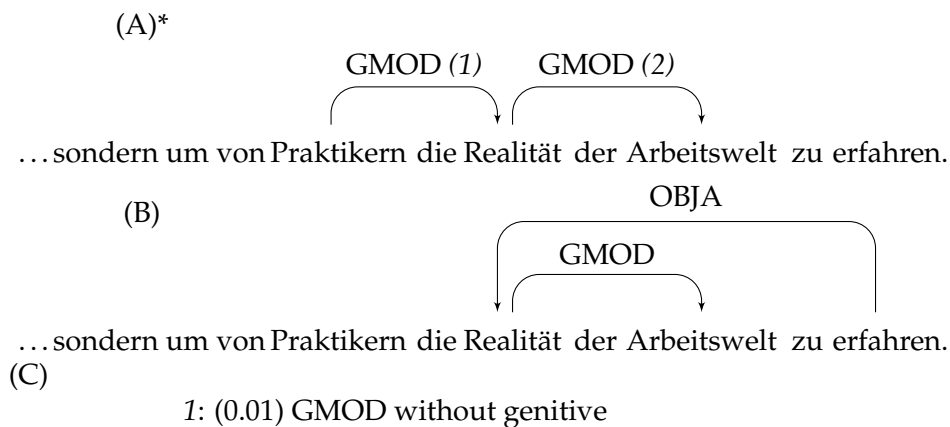 (A)*
GMOD (1) GMOD (2)
...sondern um von Praktikern die Realität der Arbeitswelt zu erfahren.
(B)
OBJA
GMOD
...sondern um von Praktikern die Realität der Arbeitswelt zu erfahren.
(C)
1: (0.01) GMOD without genitive